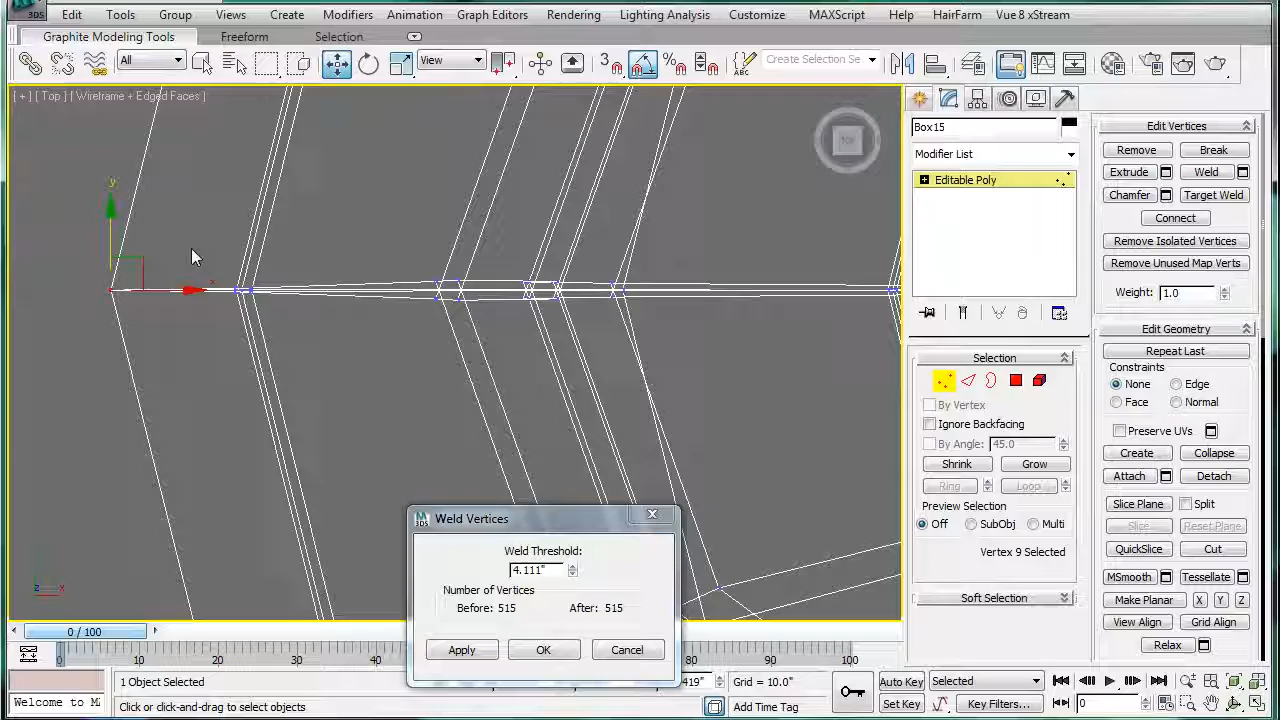 3DS
Edit Tools Group Views Create Modifiers Animation Graph Editors Rendering Lighting Analysis Customize MAXScript Help HairFarm Vue 8 xStream
Graphite Modeling Tools Freeform Selection
All View 3 % ABC Create Selection Se
[ + ] [ Top ] [ Wireframe + Edged Faces ]
TOP
y
x
z x
Box15
Modifier List
Editable Poly
Selection
By Vertex
Ignore Backfacing
By Angle: 45.0
Shrink Grow
Ring Loop
Preview Selection
Off SubObj Multi
Vertex 9 Selected
Soft Selection
Edit Vertices
Remove Break
Extrude Weld
Chamfer Target Weld
Connect
Remove Isolated Vertices
Remove Unused Map Verts
Weight: 1.0
Edit Geometry
Repeat Last
Constraints
None Edge
Face Normal
Preserve UVs
Create Collapse
Attach Detach
Slice Plane Split
Slice Reset Plane
QuickSlice Cut
MSmooth Tessellate
Make Planar X Y Z
View Align Grid Align
Relax
Weld Vertices
Weld Threshold:
4.111"
Number of Vertices
Before: 515 After: 515
Apply OK Cancel
0 / 100
0 10 20 30 40 70 80 90 100
1 Object Selected 419" Grid = 10.0" Auto Key Selected
Welcome to M Click or click-and-drag to select objects Add Time Tag Set Key Key Filters... 0